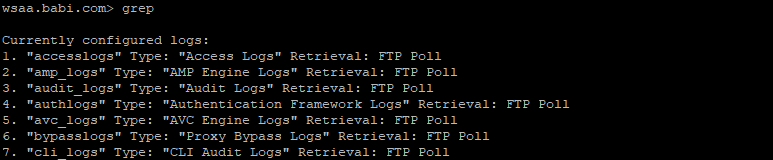 wsaa.babi.com> grep
Currently configured logs:
1. "accesslogs" Type: "Access Logs" Retrieval: FTP Poll
2. "amp_logs" Type: "AMP Engine Logs" Retrieval: FTP Poll
3. "audit_logs" Type: "Audit Logs" Retrieval: FTP Poll
4. "authlogs" Type: "Authentication Framework Logs" Retrieval: FTP Poll
5. "avc_logs" Type: "AVC Engine Logs" Retrieval: FTP Poll
6. "bypasslogs" Type: "Proxy Bypass Logs" Retrieval: FTP Poll
7. "cli_logs" Type: "CLI Audit Logs" Retrieval: FTP Poll